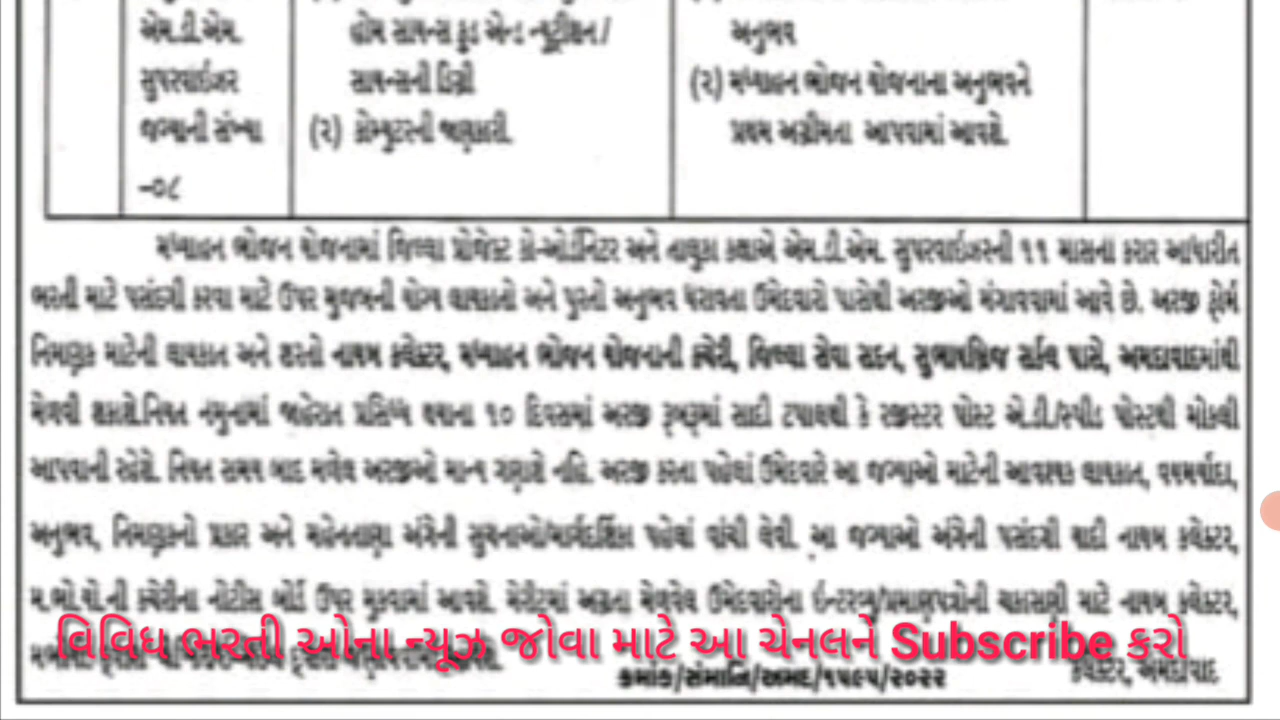 એમ.ડી.એમ. હોમ સાયન્સ ફુડ એન્ડ ન્યૂટ્રીશન/ અનુભવ
સુપરવાઇઝર સાયન્સની ડિગ્રી (૨) મધ્યાહન ભોજન યોજનાના અનુભવને
જગ્યાની સંખ્યા (૨) કોમ્પ્યુટરની જાણકારી. પ્રથમ અગ્રીમતા આપવામાં આવશે.
-૦૮
મધ્યાહન ભોજન યોજનામાં જિલ્લા પ્રોજેક્ટ કો-ઓર્ડીનેટર અને તાલુકા કક્ષાએ એમ.ડી.એમ. સુપરવાઇઝરની ૧૧ માસના કરાર આધારીત
ભરતી માટે પસંદગી કરવા માટે ઉપર મુજબની યોગ્ય લાયકાતો અને પુરતો અનુભવ ધરાવતા ઉમેદવારો પાસેથી અરજીઓ મંગાવવામાં આવે છે. અરજી ફોર્મ
નિમણુંક માટેની લાયકાત અને શરતો નાયબ કલેક્ટર, મધ્યાહન ભોજન યોજનાની કચેરી, જિલ્લા સેવા સદન, સુભાષબ્રિજ સર્કલ પાસે, અમદાવાદમાંથી
મેળવી શકાશે.નિયત નમુનામાં જાહેરાત પ્રસિધ્ધ થયાના ૧૦ દિવસમાં અરજી રૂબરૂમાં સાદી ટપાલથી કે રજીસ્ટર પોસ્ટ એ.ડી./સ્પીડ પોસ્ટથી મોકલી
આપવાની રહેશે. નિયત સમય બાદ મળેલ અરજીઓ માન્ય ગણાશે નહિ. અરજી કરતા પહેલાં ઉમેદવારે આ જગ્યાઓ માટેની આવશ્યક લાયકાત, વયમર્યાદા,
અનુભવ, નિમણુંકનો પ્રકાર અને મહેનતાણા અંગેની સુચનાઓ/માર્ગદર્શિકા પહેલાં વાંચી લેવી. આ જગ્યાઓ અંગેની પસંદગી યાદી નાયબ કલેક્ટર,
મ.ભો.યો.ની કચેરીના નોટીસ બોર્ડ ઉપર મુકવામાં આવશે. મેરીટમાં અગ્રતા મેળવેલ ઉમેદવારોના ઇન્ટરવ્યુ/પ્રમાણપત્રોની ચકાસણી માટે નાયબ કલેક્ટર,
વિવિધ ભરતી ઓના ન્યૂઝ જોવા માટે આ ચેનલને Subscribe કરો
ક્રમાંક/સંમાનિ/અમદ/૧૫૯૫/૨૦૨૨ કલેક્ટર, અમદાવાદ